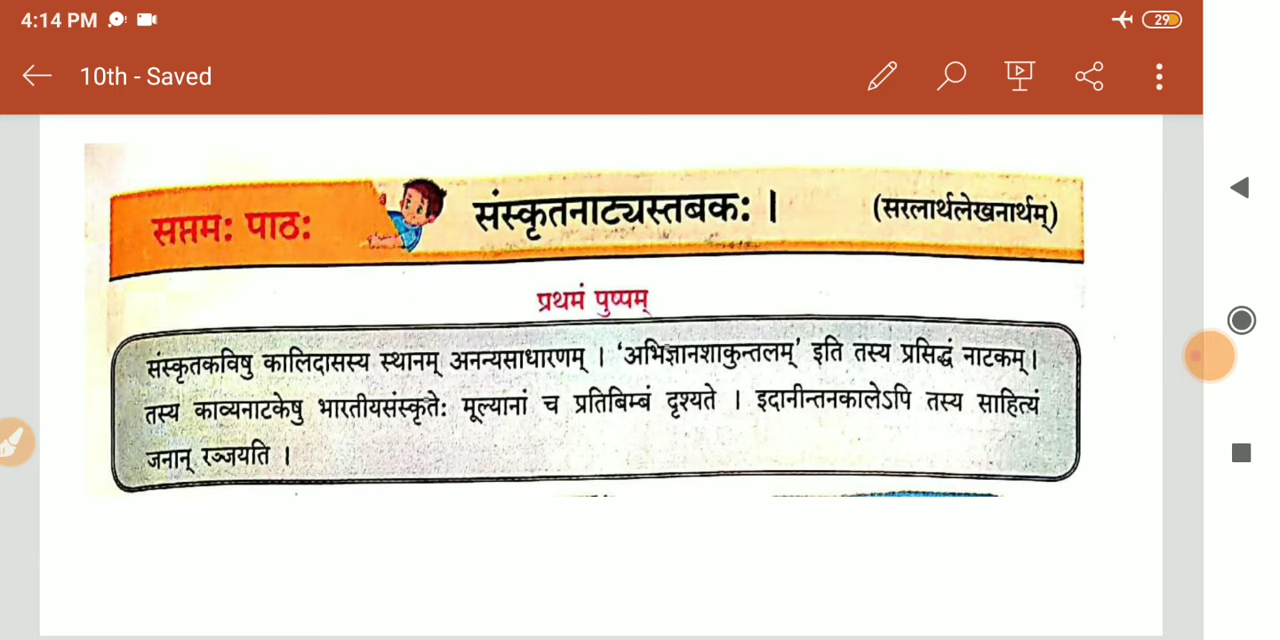 4:14 PM
29
10th - Saved
सप्तम: पाठ:
संस्कृतनाट्यस्तबक: ।
(सरलार्थलेखनार्थम्)
प्रथमं पुष्पम्
संस्कृतकविषु कालिदासस्य स्थानम् अनन्यसाधारणम् । ‘अभिज्ञानशाकुन्तलम्’ इति तस्य प्रसिद्धं नाटकम् ।
तस्य काव्यनाटकेषु भारतीयसंस्कृते: मूल्यानां च प्रतिबिम्बं दृश्यते । इदानीन्तनकालेऽपि तस्य साहित्यं
जनान् रञ्जयति ।